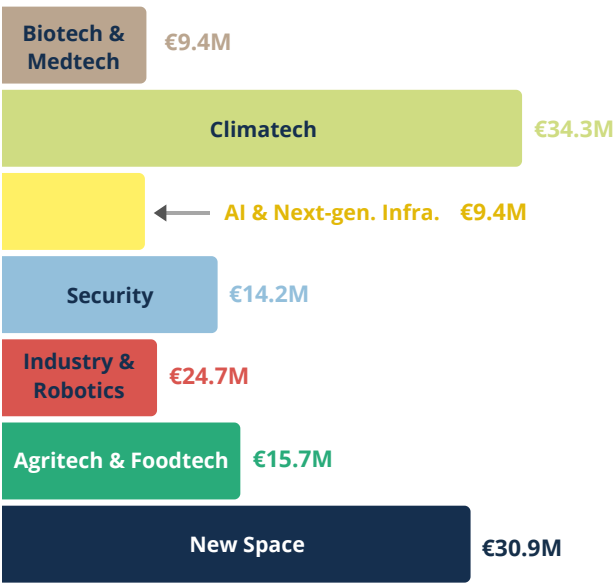 Biotech &
Medtech
€9.4M
Climatech
€34.3M
AI & Next-gen. Infra. €9.4M
Security
€14.2M
Industry &
Robotics
€24.7M
Agritech & Foodtech
€15.7M
New Space
€30.9M